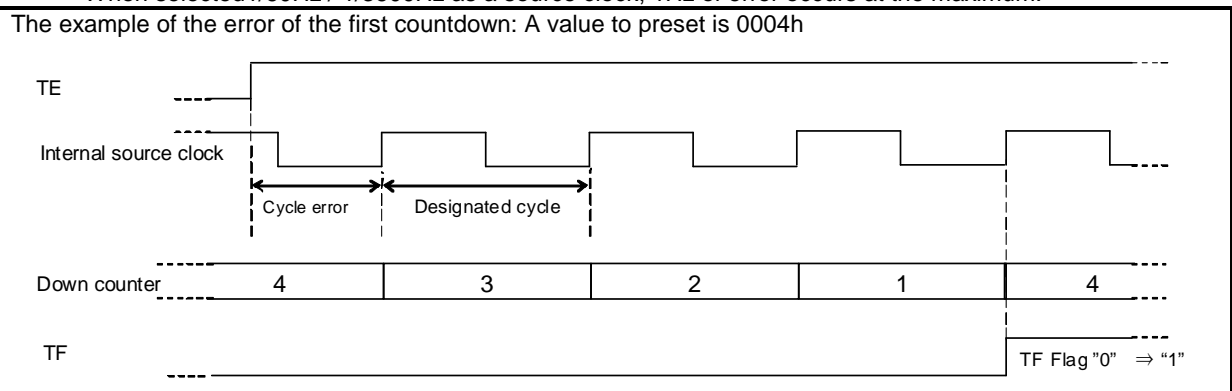 The example of the error of the first countdown: A value to preset is 0004h
TE
Internal source clock
Cycle error
Designated cycle
Down counter
4
3
2
1
4
TF
TF Flag "0" ⇒ "1"